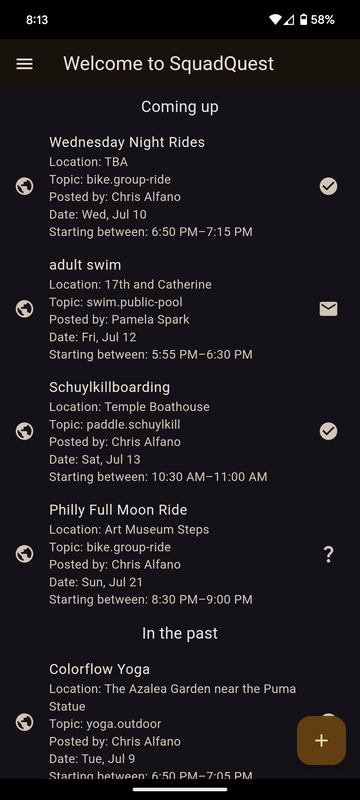 8:13
58%
Welcome to SquadQuest
Coming up
Wednesday Night Rides
Location: TBA
Topic: bike.group-ride
Posted by: Chris Alfano
Date: Wed, Jul 10
Starting between: 6:50 PM–7:15 PM
adult swim
Location: 17th and Catherine
Topic: swim.public-pool
Posted by: Pamela Spark
Date: Fri, Jul 12
Starting between: 5:55 PM–6:30 PM
Schuylkillboarding
Location: Temple Boathouse
Topic: paddle.schuylkill
Posted by: Chris Alfano
Date: Sat, Jul 13
Starting between: 10:30 AM–11:00 AM
Philly Full Moon Ride
Location: Art Museum Steps
Topic: bike.group-ride
Posted by: Chris Alfano
Date: Sun, Jul 21
Starting between: 8:30 PM–9:00 PM
?
In the past
Colorflow Yoga
Location: The Azalea Garden near the Puma
Statue
Topic: yoga.outdoor
Posted by: Chris Alfano
Date: Tue, Jul 9
Starting between: 6:50 PM–7:05 PM
+